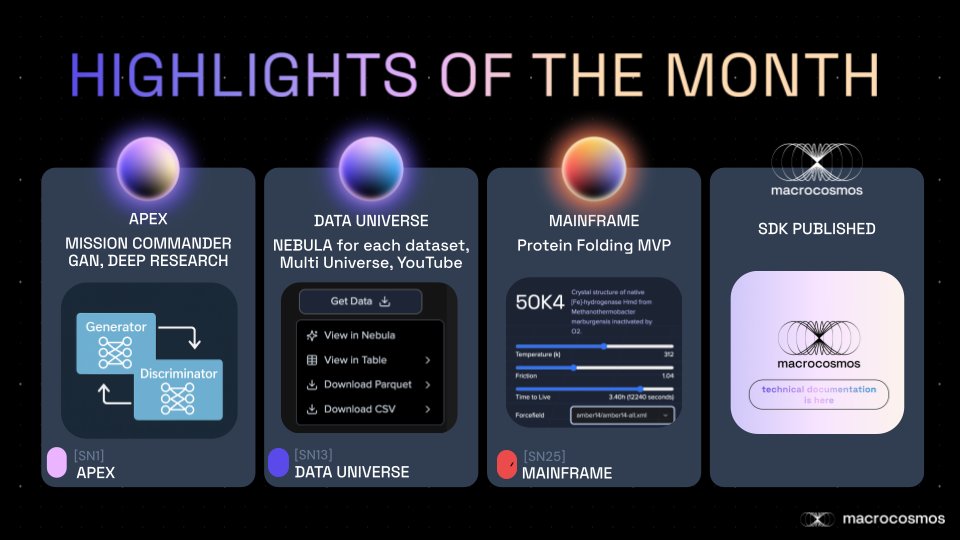 HIGHLIGHTS OF THE MONTH
APEX
MISSION COMMANDER
GAN, DEEP RESEARCH
Generator
Discriminator
[SN1]
APEX
DATA UNIVERSE
NEBULA for each dataset,
Multi Universe, YouTube
Get Data
View in Nebula
View in Table
Download Parquet
Download CSV
[SN13]
DATA UNIVERSE
MAINFRAME
Protein Folding MVP
5OK4
Crystal structure of native
[Fe]-hydrogenase Hmd from
Methanothermobacter
marburgensis inactivated by
O2.
Temperature (k) 312
Friction 1.04
Time to Live 3.40h (12240 seconds)
Forcefield amber14/amber14-all.xml
[SN25]
MAINFRAME
macrocosmos
SDK PUBLISHED
macrocosmos
technical documentation
is here
macrocosmos